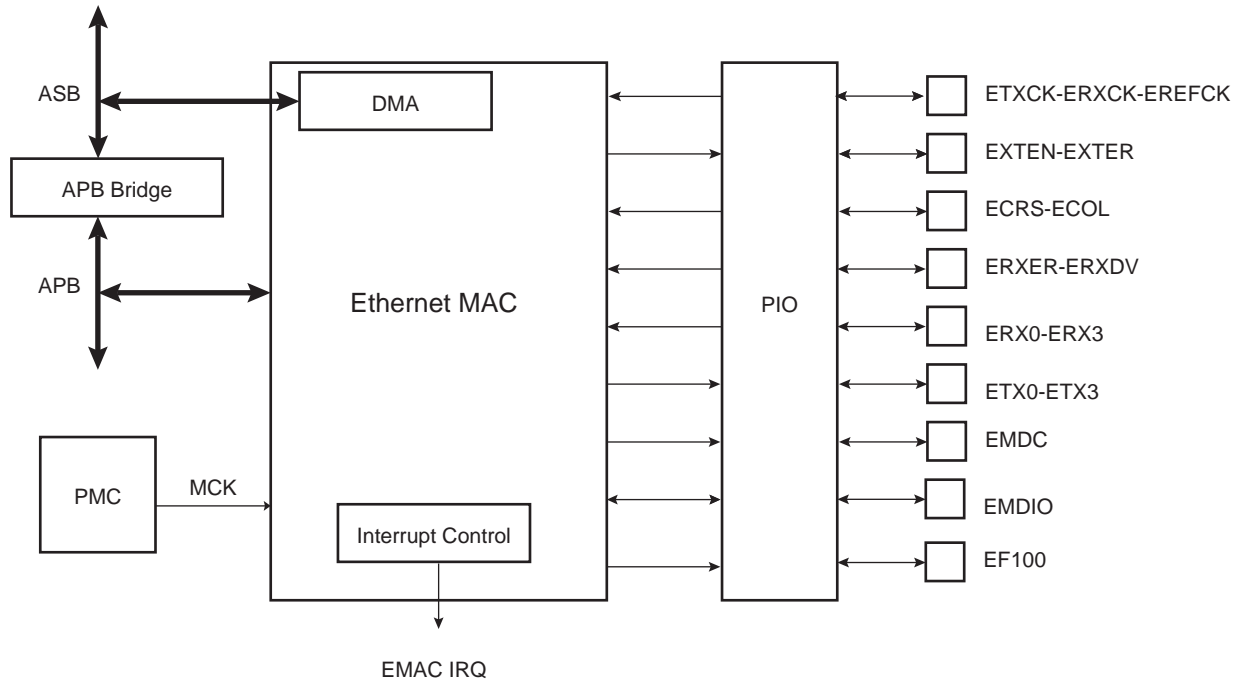 ASB
DMA
ETXCK-ERXCK-EREFCK
EXTEN-EXTER
APB Bridge
ECRS-ECOL
ERXER-ERXDV
APB
Ethernet MAC
PIO
ERX0-ERX3
ETX0-ETX3
EMDC
PMC
MCK
EMDIO
Interrupt Control
EF100
EMAC IRQ